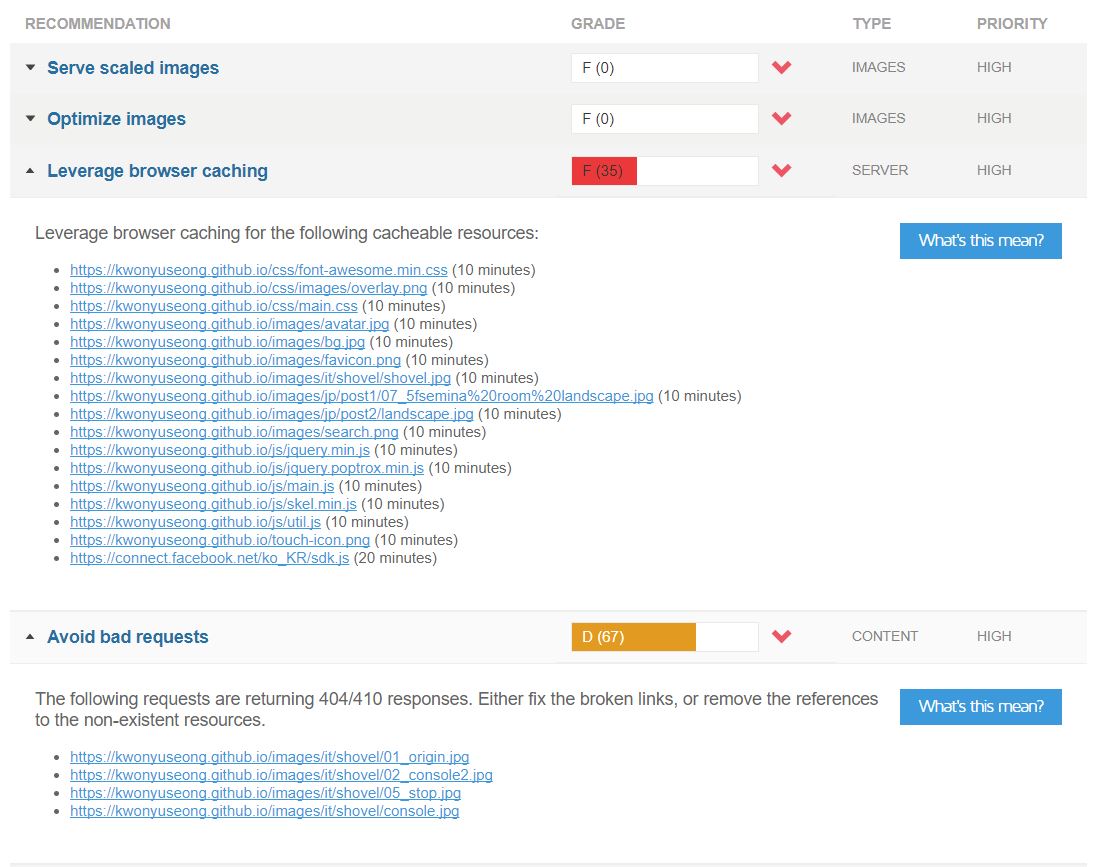 RECOMMENDATION GRADE TYPE PRIORITY
Serve scaled images F (0) IMAGES HIGH
Optimize images F (0) IMAGES HIGH
Leverage browser caching F (35) SERVER HIGH
Leverage browser caching for the following cacheable resources: What's this mean?
https://kwonyuseong.github.io/css/font-awesome.min.css (10 minutes)
https://kwonyuseong.github.io/css/images/overlay.png (10 minutes)
https://kwonyuseong.github.io/css/main.css (10 minutes)
https://kwonyuseong.github.io/images/avatar.jpg (10 minutes)
https://kwonyuseong.github.io/images/bg.jpg (10 minutes)
https://kwonyuseong.github.io/images/favicon.png (10 minutes)
https://kwonyuseong.github.io/images/it/shovel/shovel.jpg (10 minutes)
https://kwonyuseong.github.io/images/jp/post1/07_5fsemina%20room%20landscape.jpg (10 minutes)
https://kwonyuseong.github.io/images/jp/post2/landscape.jpg (10 minutes)
https://kwonyuseong.github.io/images/search.png (10 minutes)
https://kwonyuseong.github.io/js/jquery.min.js (10 minutes)
https://kwonyuseong.github.io/js/jquery.poptrox.min.js (10 minutes)
https://kwonyuseong.github.io/js/main.js (10 minutes)
https://kwonyuseong.github.io/js/skel.min.js (10 minutes)
https://kwonyuseong.github.io/js/util.js (10 minutes)
https://kwonyuseong.github.io/touch-icon.png (10 minutes)
https://connect.facebook.net/ko_KR/sdk.js (20 minutes)
Avoid bad requests D (67) CONTENT HIGH
The following requests are returning 404/410 responses. Either fix the broken links, or remove the references What's this mean?
to the non-existent resources.
https://kwonyuseong.github.io/images/it/shovel/01_origin.jpg
https://kwonyuseong.github.io/images/it/shovel/02_console2.jpg
https://kwonyuseong.github.io/images/it/shovel/05_stop.jpg
https://kwonyuseong.github.io/images/it/shovel/console.jpg